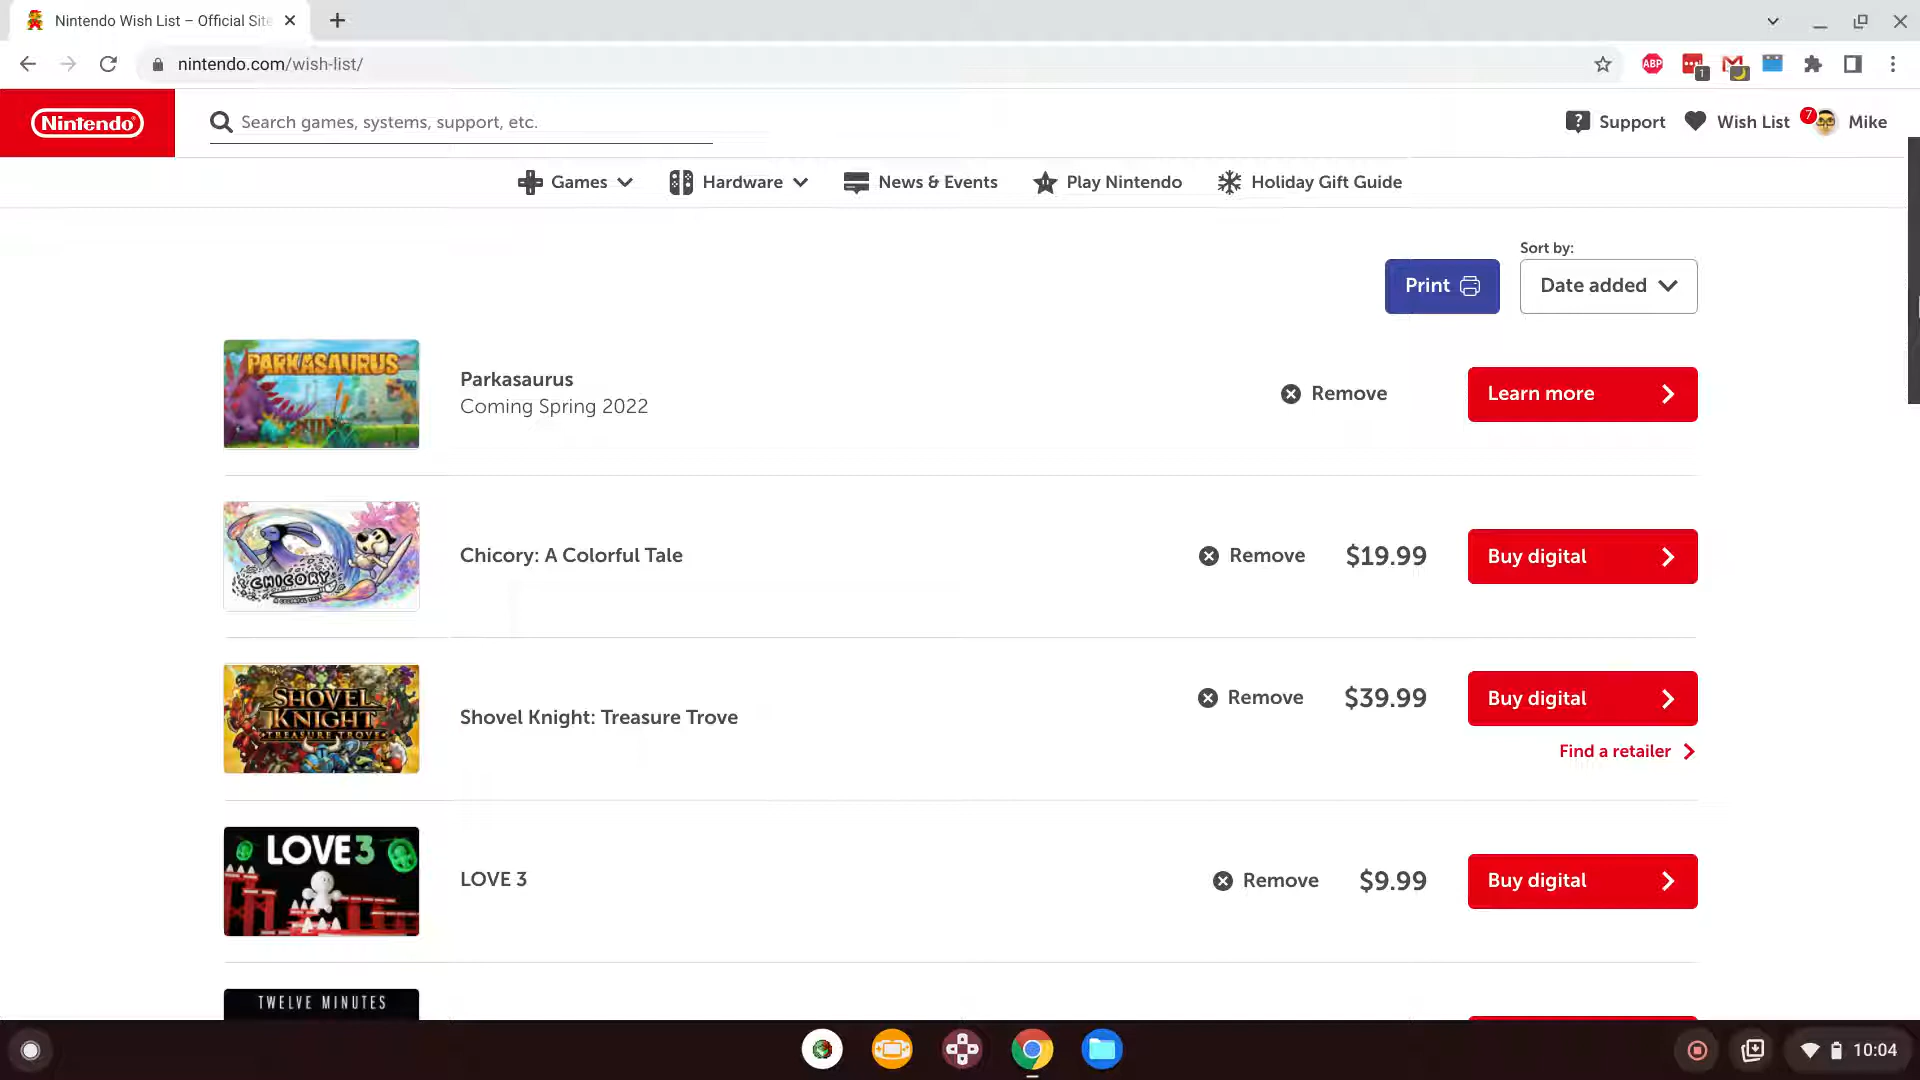 Nintendo Wish List – Official Site
nintendo.com/wish-list/
ABP
1
Nintendo
Search games, systems, support, etc.
Support
Wish List
7
Mike
Games
Hardware
News & Events
Play Nintendo
Holiday Gift Guide
Sort by:
Print
Date added
PARKASAURUS
Parkasaurus
Coming Spring 2022
Remove
Learn more
CHICORY
A COLORFUL TALE
Chicory: A Colorful Tale
Remove
$19.99
Buy digital
SHOVEL
KNIGHT
TREASURE TROVE
Shovel Knight: Treasure Trove
Remove
$39.99
Buy digital
Find a retailer
LOVE 3
LOVE 3
Remove
$9.99
Buy digital
TWELVE MINUTES
10:04